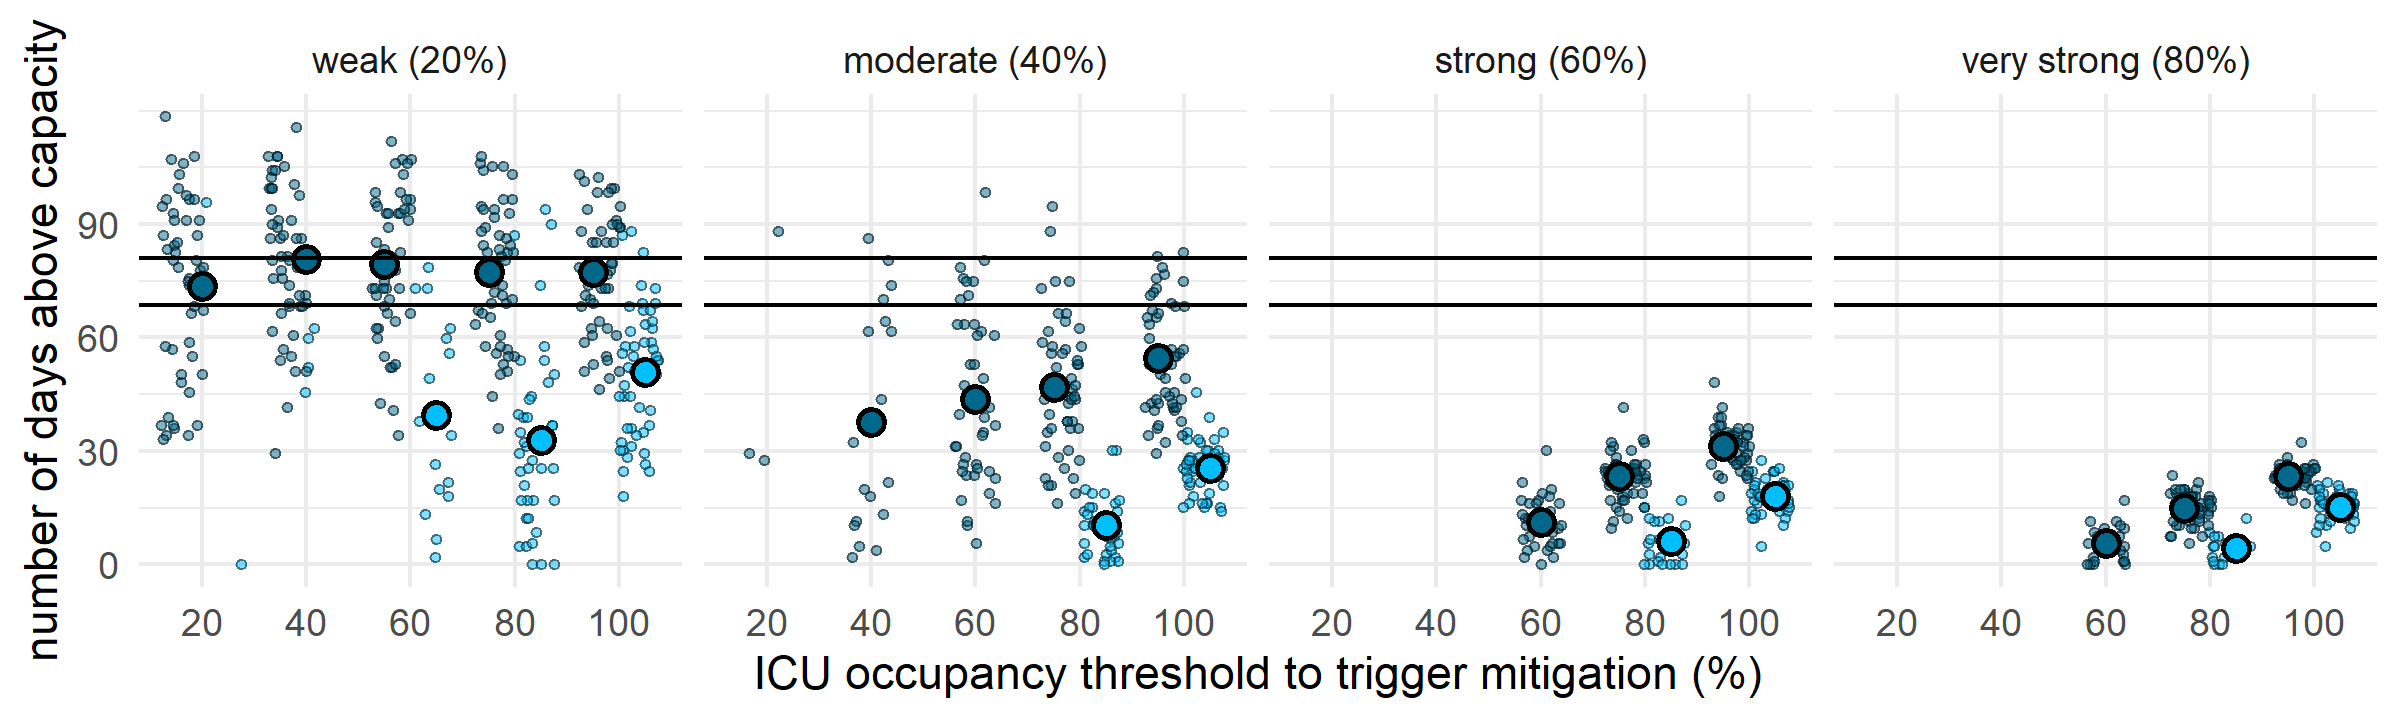 weak (20%)
moderate (40%)
strong (60%)
very strong (80%)
number of days above capacity
90
60
30
0
20 40 60 80 100
20 40 60 80 100
20 40 60 80 100
20 40 60 80 100
ICU occupancy threshold to trigger mitigation (%)